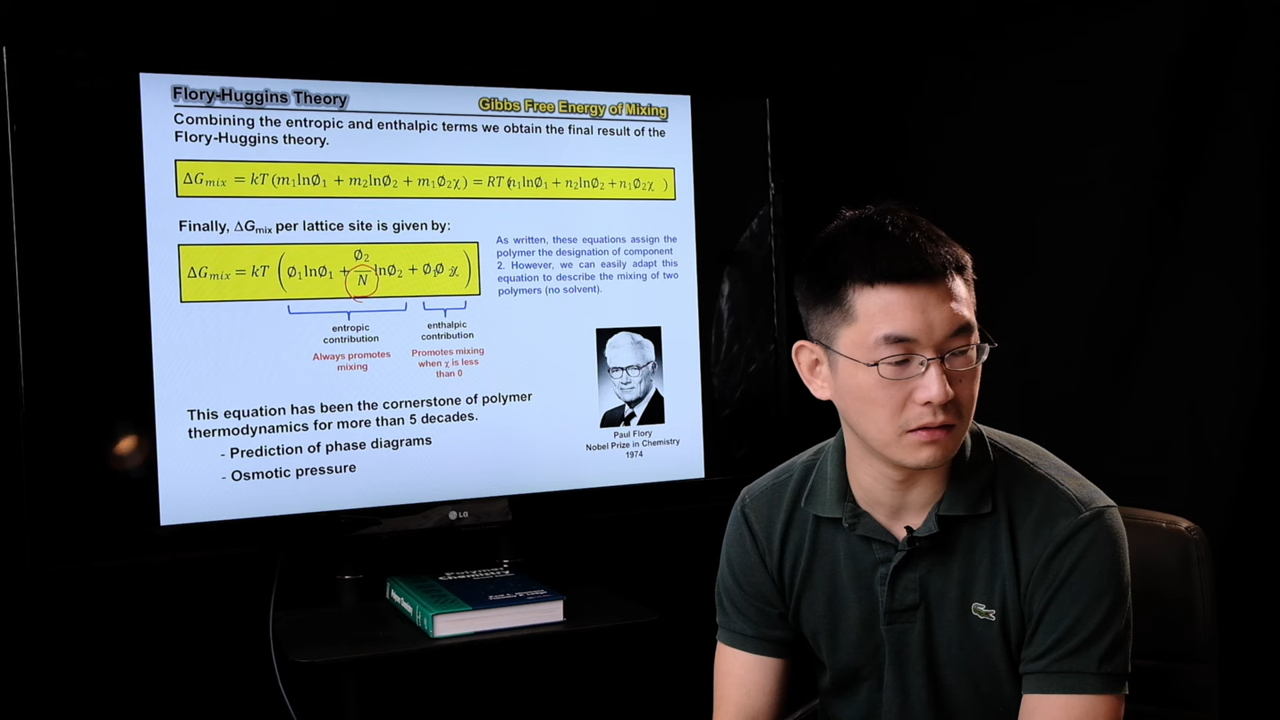 Flory-Huggins Theory
Gibbs Free Energy of Mixing
Combining the entropic and enthalpic terms we obtain the final result of the
Flory-Huggins theory.
ΔG_mix = kT(m₁lnØ₁ + m₂lnØ₂ + m₁Ø₂χ) = RT(n₁lnØ₁ + n₂lnØ₂ + n₁Ø₂χ )
Finally, ΔG_mix per lattice site is given by:
ΔG_mix = kT (Ø₁lnØ₁ + Ø₂/N lnØ₂ + Ø₁Ø χ)
As written, these equations assign the
polymer the designation of component
2. However, we can easily adapt this
equation to describe the mixing of two
polymers (no solvent).
entropic
contribution
Always promotes
mixing
enthalpic
contribution
Promotes mixing
when χ is less
than 0
This equation has been the cornerstone of polymer
thermodynamics for more than 5 decades.
- Prediction of phase diagrams
- Osmotic pressure
Paul Flory
Nobel Prize in Chemistry
1974
LG
Polymer
Chemistry